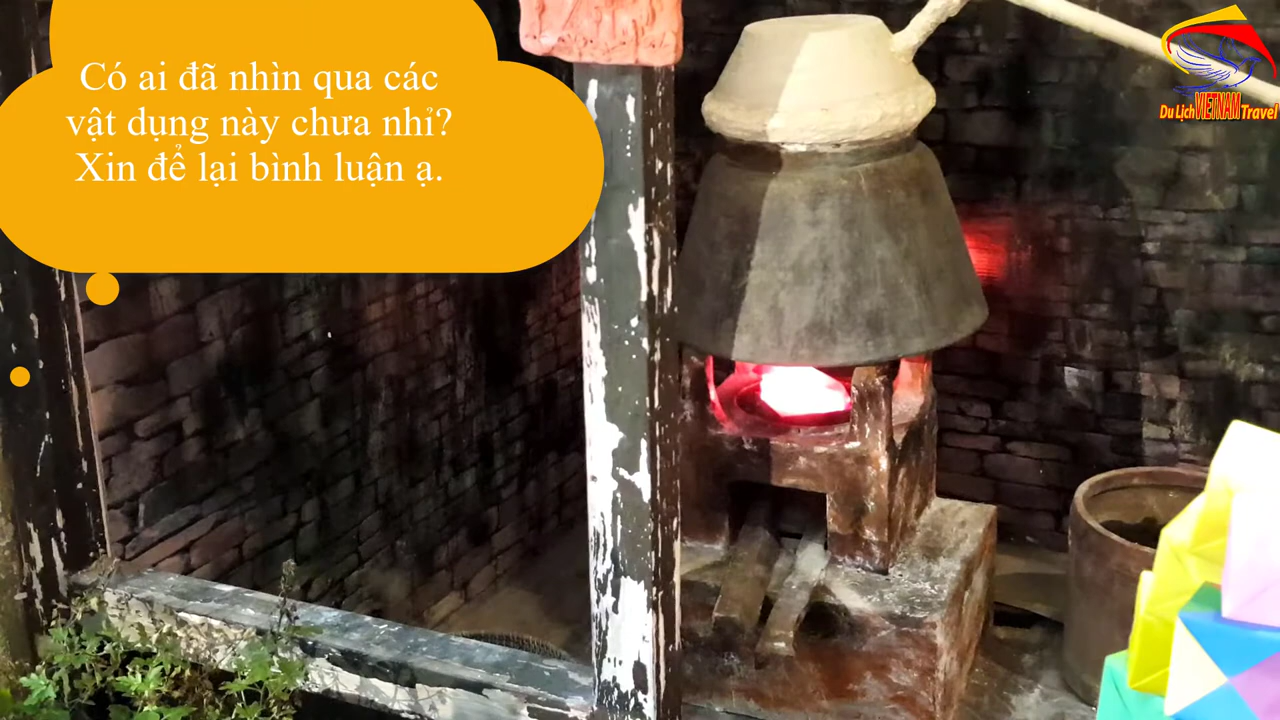 Có ai đã nhìn qua các
vật dụng này chưa nhỉ?
Xin để lại bình luận ạ.
Du Lịch VIETNAM Travel